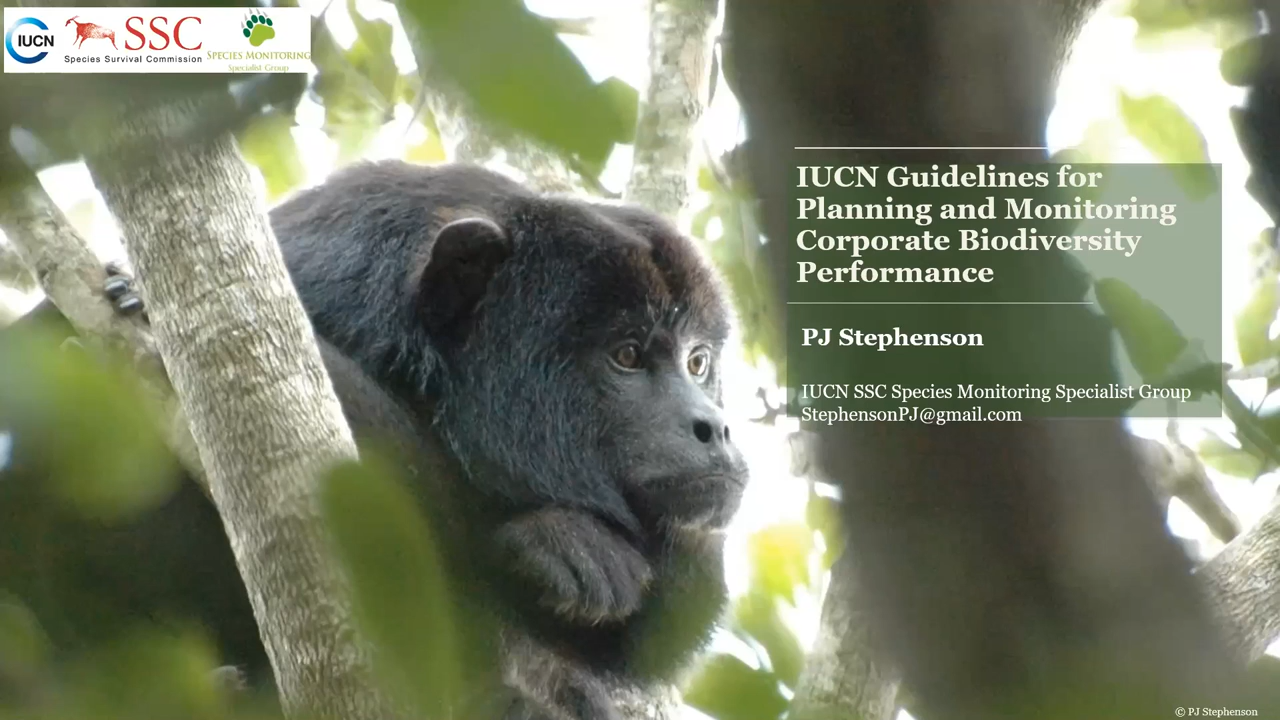 IUCN
SSC
Species Survival Commission
SPECIES MONITORING
Specialist Group
IUCN Guidelines for
Planning and Monitoring
Corporate Biodiversity
Performance
PJ Stephenson
IUCN SSC Species Monitoring Specialist Group
StephensonPJ@gmail.com
© PJ Stephenson